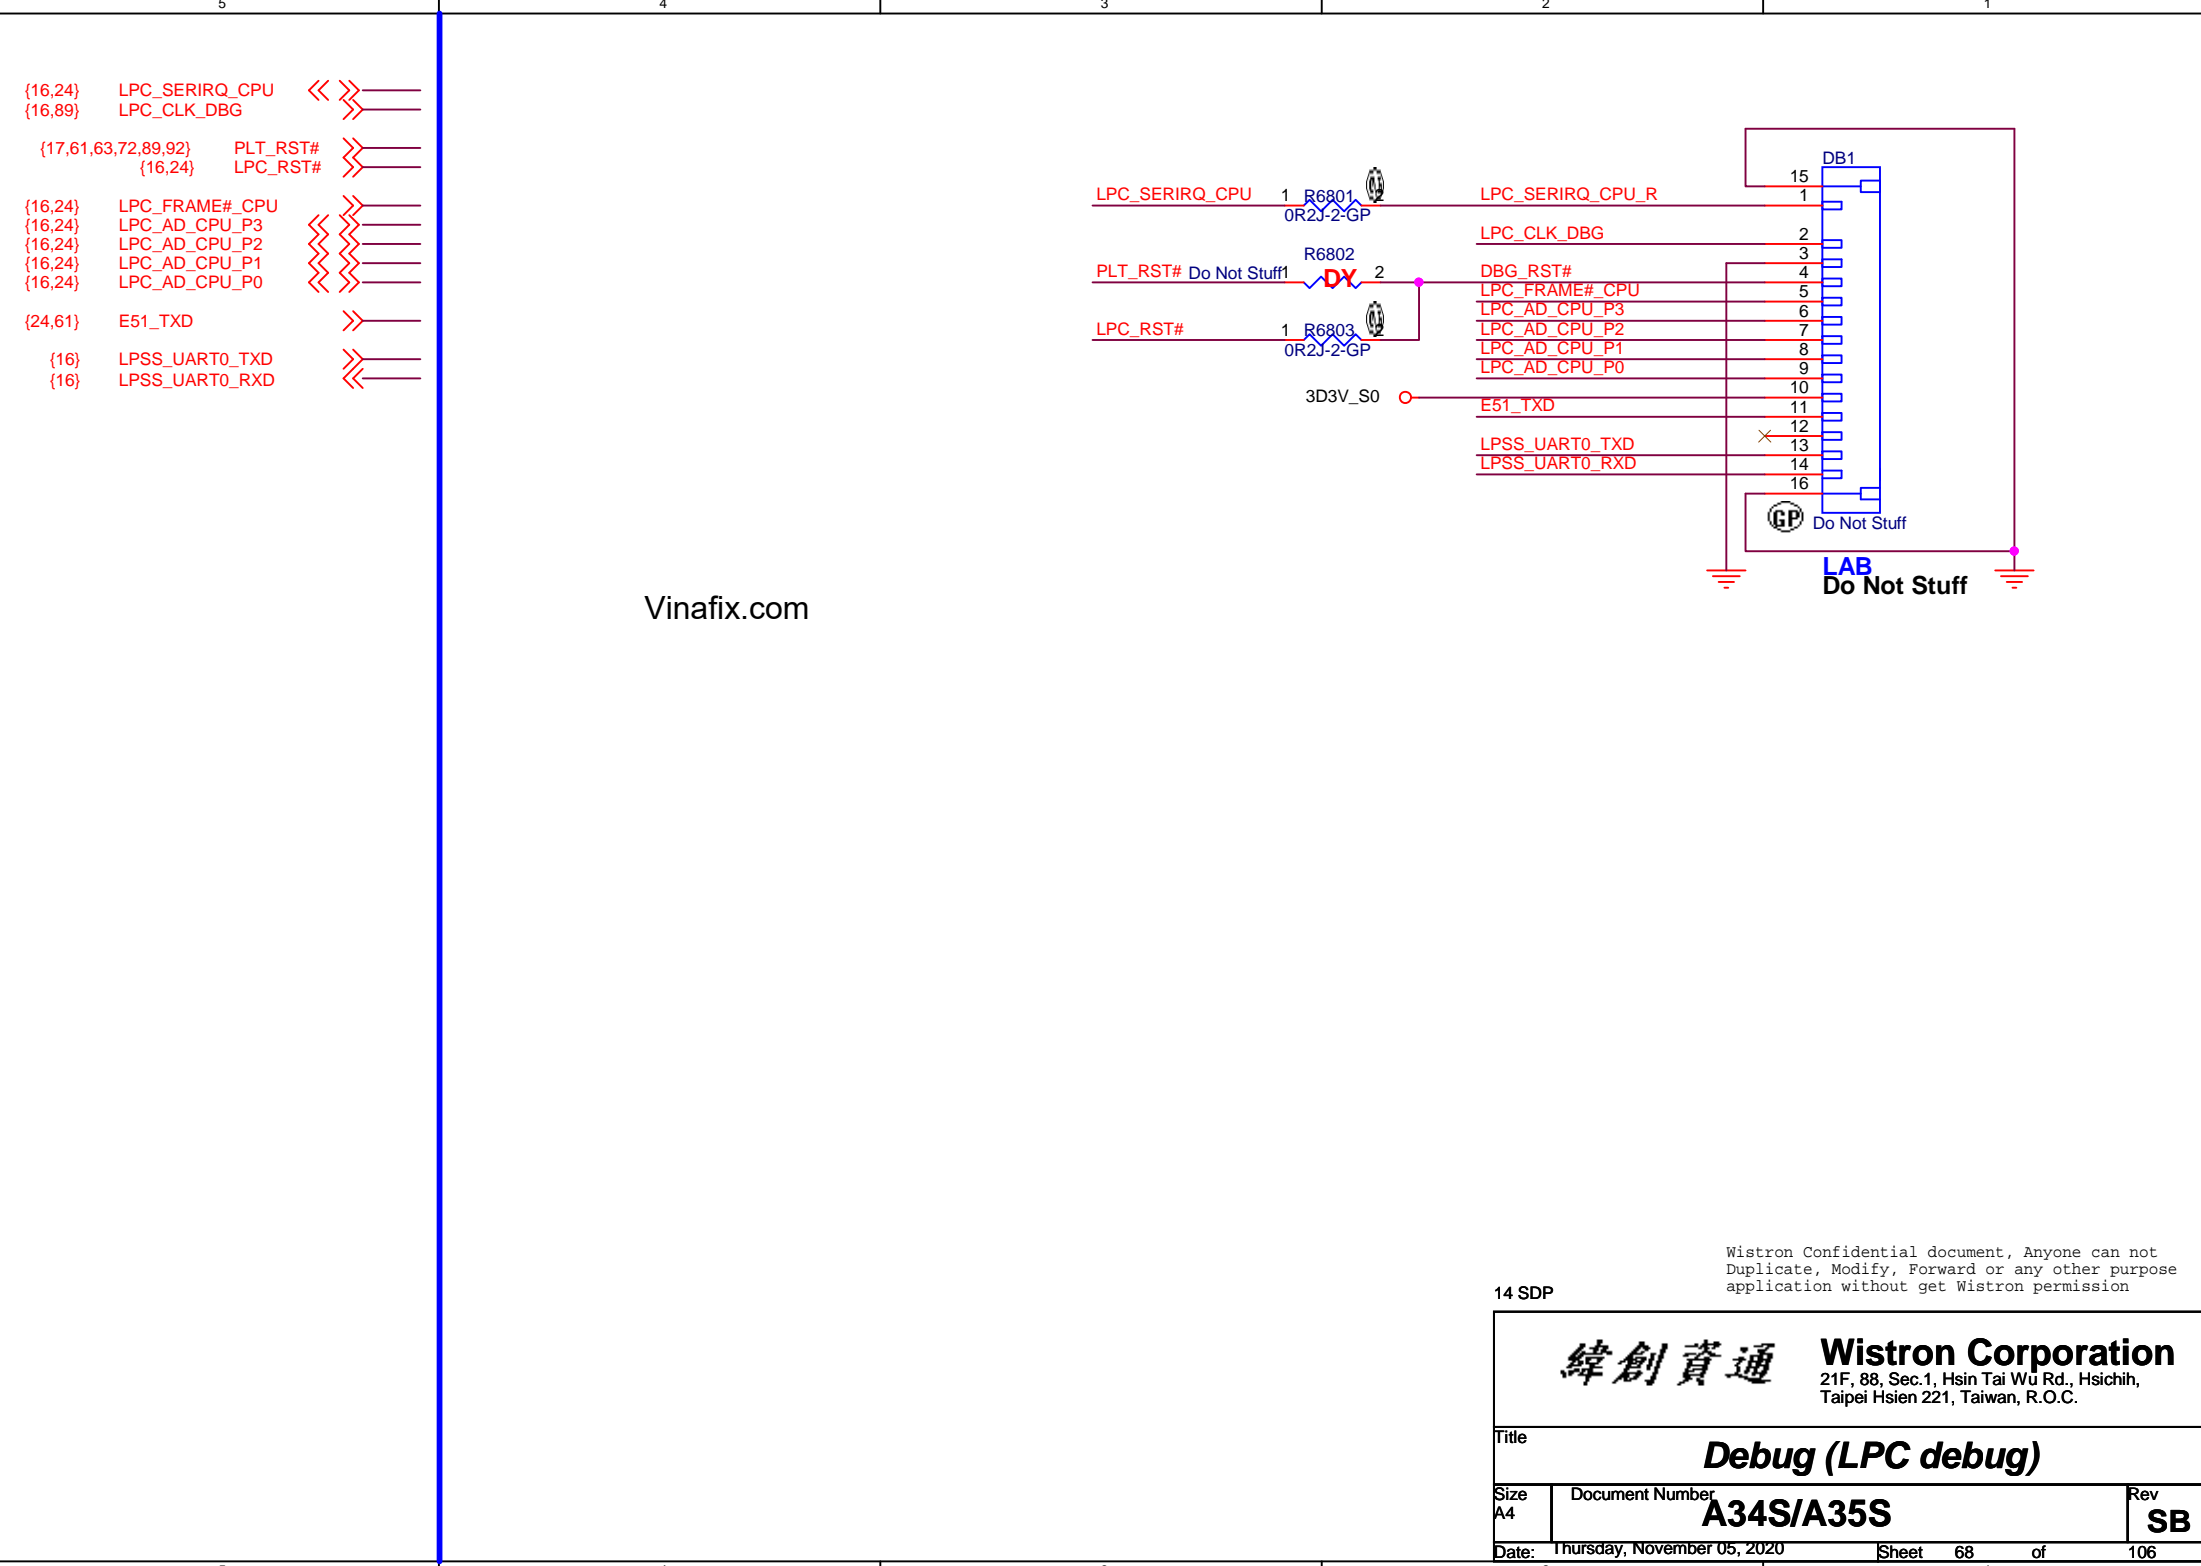 5 4 3 2 1
{16,24} LPC_SERIRQ_CPU
{16,89} LPC_CLK_DBG
{17,61,63,72,89,92} PLT_RST#
{16,24} LPC_RST#
{16,24} LPC_FRAME#_CPU
{16,24} LPC_AD_CPU_P3
{16,24} LPC_AD_CPU_P2
{16,24} LPC_AD_CPU_P1
{16,24} LPC_AD_CPU_P0
{24,61} E51_TXD
{16} LPSS_UART0_TXD
{16} LPSS_UART0_RXD
LPC_SERIRQ_CPU 1 R6801 2
0R2J-2-GP
R6802
PLT_RST# Do Not Stuff 1 DY 2
LPC_RST# 1 R6803 2
0R2J-2-GP
3D3V_S0
DB1
15
LPC_SERIRQ_CPU_R 1
LPC_CLK_DBG 2
3
DBG_RST# 4
LPC_FRAME#_CPU 5
LPC_AD_CPU_P3 6
LPC_AD_CPU_P2 7
LPC_AD_CPU_P1 8
LPC_AD_CPU_P0 9
10
E51_TXD 11
12
LPSS_UART0_TXD 13
LPSS_UART0_RXD 14
16
GP Do Not Stuff
LAB
Do Not Stuff
Vinafix.com
Wistron Confidential document, Anyone can not
Duplicate, Modify, Forward or any other purpose
application without get Wistron permission
14 SDP
緯創資通 Wistron Corporation
21F, 88, Sec.1, Hsin Tai Wu Rd., Hsichih,
Taipei Hsien 221, Taiwan, R.O.C.
Title
Debug (LPC debug)
Size Document Number Rev
A4 A34S/A35S SB
Date: Thursday, November 05, 2020 Sheet 68 of 106